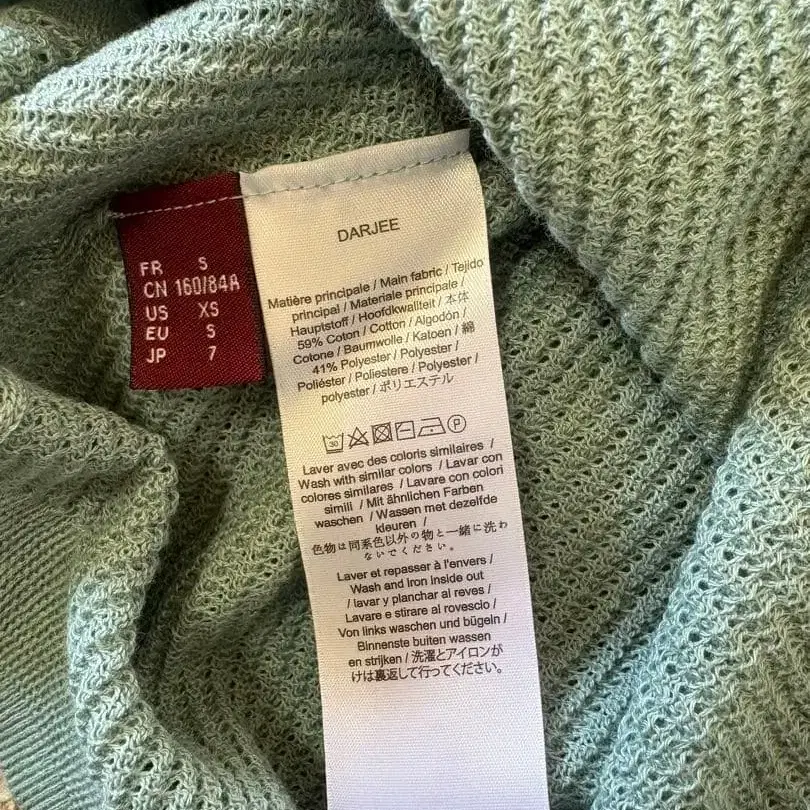 FR S
CN 160/84A
US XS
EU S
JP 7
DARJEE
Matière principale / Main fabric / Tejido
principal / Materiale principale /
Hauptstoff / Hoofdkwaliteit / 本体
59% Coton / Cotton / Algodón /
Cotone / Baumwolle / Katoen / 綿
41% Polyester / Polyester /
Poliéster / Poliestere / Polyester /
polyester / ポリエステル
30
P
Laver avec des coloris similaires /
Wash with similar colors / Lavar con
colores similares / Lavare con colori
simili / Mit ähnlichen Farben
waschen / Wassen met dezelfde
kleuren /
色物は同系色以外の物と一緒に洗わ
ないでください。
Laver et repasser à l'envers /
Wash and Iron inside out
/ lavar y planchar al reves /
Lavare e stirare al rovescio /
Von links waschen und bügeln /
Binnenste buiten wassen
en strijken / 洗濯とアイロンが
けは裏返して行ってください。